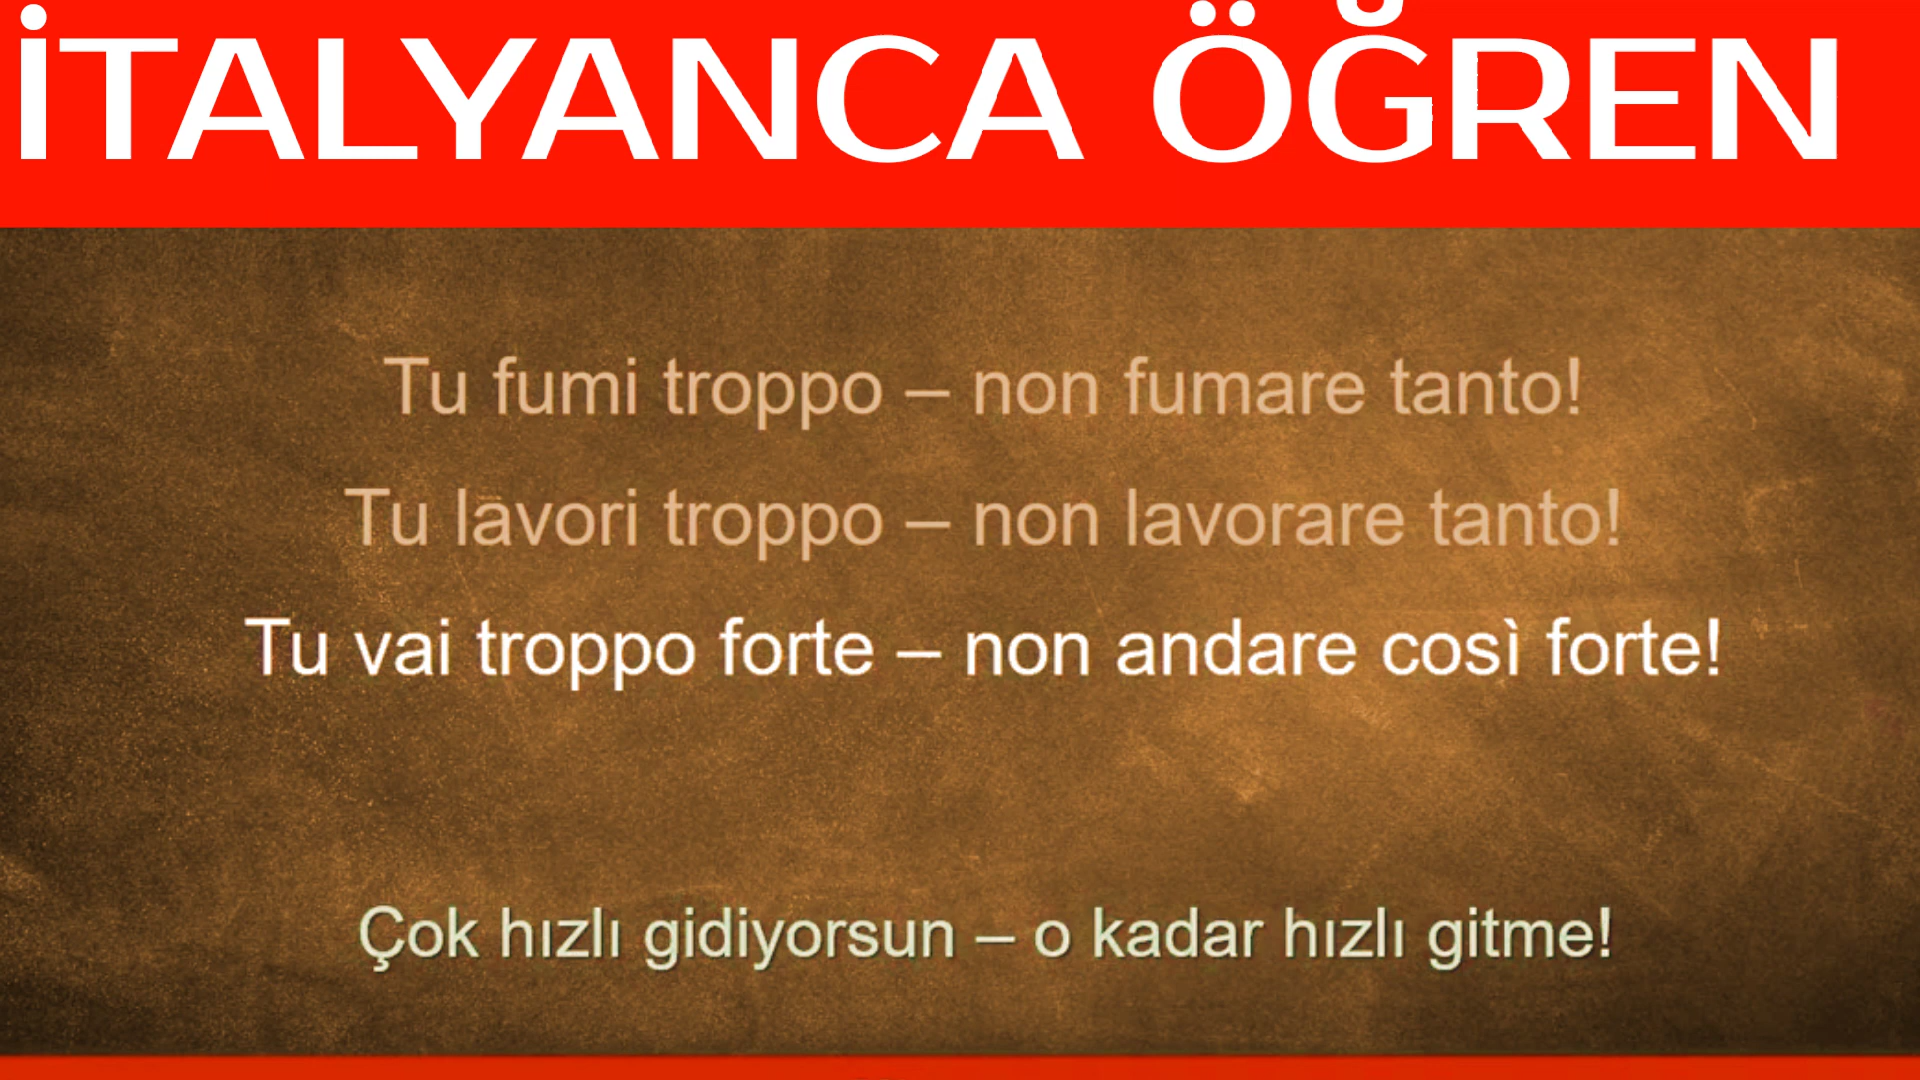 İTALYANCA ÖĞREN
Tu fumi troppo – non fumare tanto!
Tu lavori troppo – non lavorare tanto!
Tu vai troppo forte – non andare così forte!
Çok hızlı gidiyorsun – o kadar hızlı gitme!